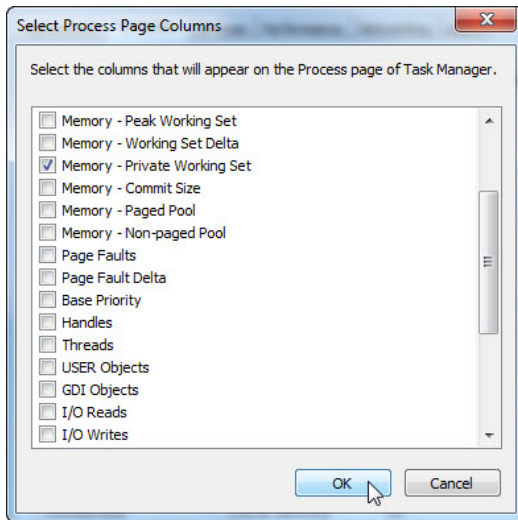 Select Process Page Columns
Select the columns that will appear on the Process page of Task Manager.
Memory - Peak Working Set
Memory - Working Set Delta
Memory - Private Working Set
Memory - Commit Size
Memory - Paged Pool
Memory - Non-paged Pool
Page Faults
Page Fault Delta
Base Priority
Handles
Threads
USER Objects
GDI Objects
I/O Reads
I/O Writes
OK Cancel